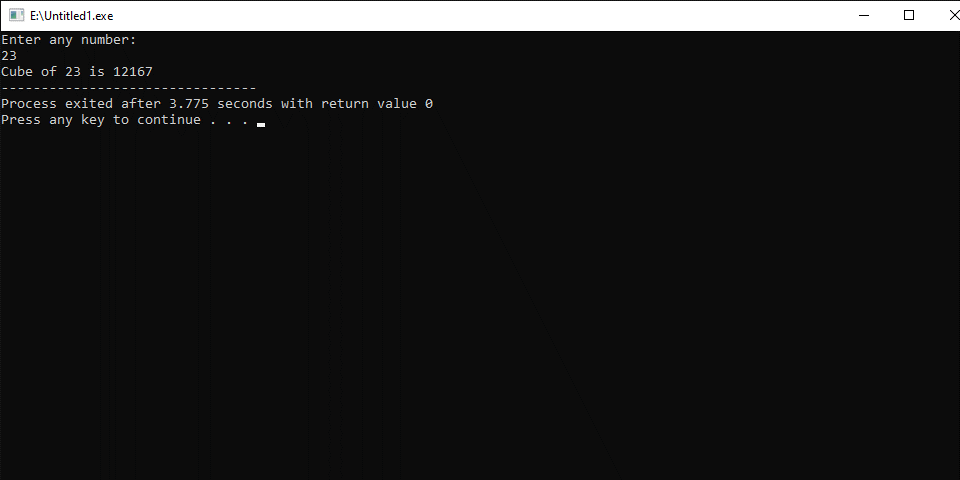 E:\Untitled1.exe
Enter any number:
23
Cube of 23 is 12167
--------------------------------
Process exited after 3.775 seconds with return value 0
Press any key to continue . . .